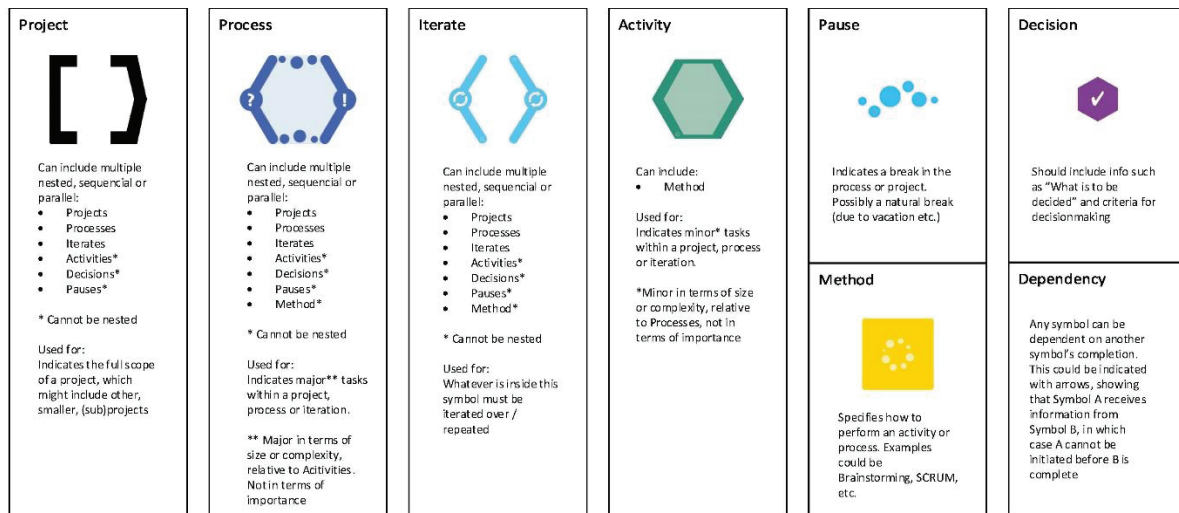 Project
Can include multiple
nested, sequencial or
parallel:
• Projects
• Processes
• Iterates
• Activities*
• Decisions*
• Pauses*
* Cannot be nested
Used for:
Indicates the full scope
of a project, which
might include other,
smaller, (sub)projects
Process
?
!
Can include multiple
nested, sequencial or
parallel:
• Projects
• Processes
• Iterates
• Activities*
• Decisions*
• Pauses*
• Method*
* Cannot be nested
Used for:
Indicates major** tasks
within a project,
process or iteration.
** Major in terms of
size or complexity,
relative to Acitivities.
Not in terms of
importance
Iterate
Can include multiple
nested, sequencial or
parallel:
• Projects
• Processes
• Iterates
• Activities*
• Decisions*
• Pauses*
• Method*
* Cannot be nested
Used for:
Whatever is inside this
symbol must be
iterated over /
repeated
Activity
Can include:
• Method
Used for:
Indicates minor* tasks
within a project, process
or iteration.
*Minor in terms of size
or complexity, relative
to Processes, not in
terms of importance
Pause
Indicates a break in the
process or project.
Possibly a natural break
(due to vacation etc.)
Method
Specifies how to
perform an activity or
process. Examples
could be
Brainstorming, SCRUM,
etc.
Decision
Should include info such
as "What is to be
decided" and criteria for
decisionmaking
Dependency
Any symbol can be
dependent on another
symbol's completion.
This could be indicated
with arrows, showing
that Symbol A receives
information from
Symbol B, in which
case A cannot be
initiated before B is
complete